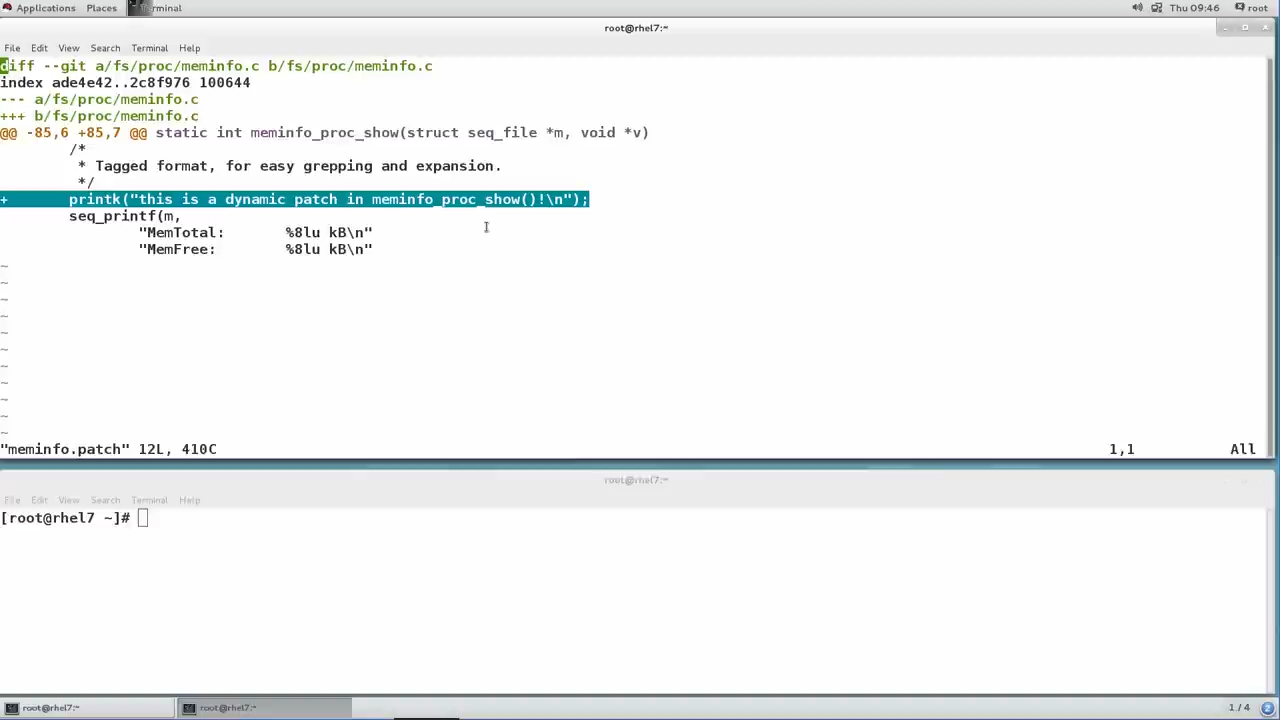 Applications Places Terminal Thu 09:46 root
root@rhel7:~
File Edit View Search Terminal Help
diff --git a/fs/proc/meminfo.c b/fs/proc/meminfo.c
index ade4e42..2c8f976 100644
--- a/fs/proc/meminfo.c
+++ b/fs/proc/meminfo.c
@@ -85,6 +85,7 @@ static int meminfo_proc_show(struct seq_file *m, void *v)
/*
* Tagged format, for easy grepping and expansion.
*/
+ printk("this is a dynamic patch in meminfo_proc_show()!\n");
seq_printf(m,
"MemTotal: %8lu kB\n"
"MemFree: %8lu kB\n"
~
~
~
~
~
~
~
~
~
~
~
"meminfo.patch" 12L, 410C 1,1 All
root@rhel7:~
File Edit View Search Terminal Help
[root@rhel7 ~]#
root@rhel7:~ root@rhel7:~ 1 / 4 2